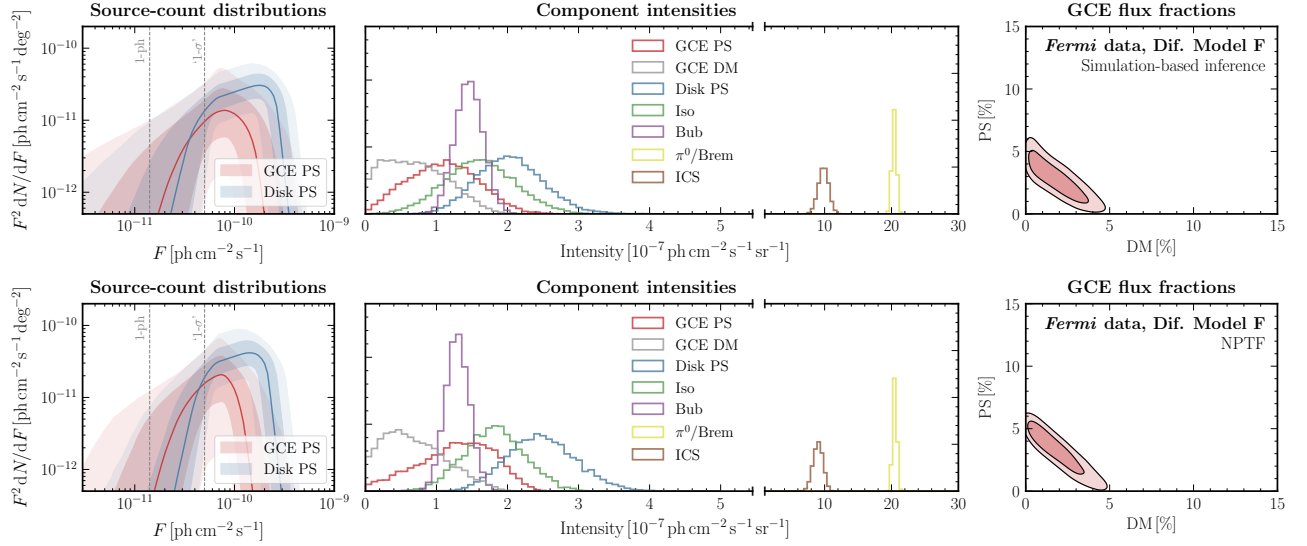 Source-count distributions
Component intensities
GCE flux fractions
F² dN/dF [ph cm⁻² s⁻¹ deg⁻²]
10⁻¹⁰
10⁻¹¹
10⁻¹²
1-ph
‘1-σ’
GCE PS
Disk PS
10⁻¹¹ 10⁻¹⁰ 10⁻⁹
F [ph cm⁻² s⁻¹]
GCE PS
GCE DM
Disk PS
Iso
Bub
π⁰/Brem
ICS
0 1 2 3 4 5 10 20 30
Intensity [10⁻⁷ ph cm⁻² s⁻¹ sr⁻¹]
Fermi data, Dif. Model F
Simulation-based inference
PS [%]
15
10
5
0
0 5 10 15
DM [%]
Source-count distributions
Component intensities
GCE flux fractions
F² dN/dF [ph cm⁻² s⁻¹ deg⁻²]
10⁻¹⁰
10⁻¹¹
10⁻¹²
1-ph
‘1-σ’
GCE PS
Disk PS
10⁻¹¹ 10⁻¹⁰ 10⁻⁹
F [ph cm⁻² s⁻¹]
GCE PS
GCE DM
Disk PS
Iso
Bub
π⁰/Brem
ICS
0 1 2 3 4 5 10 20 30
Intensity [10⁻⁷ ph cm⁻² s⁻¹ sr⁻¹]
Fermi data, Dif. Model F
NPTF
PS [%]
15
10
5
0
0 5 10 15
DM [%]